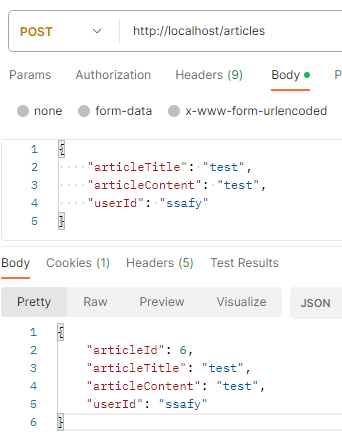 POST http://localhost/articles
Params Authorization Headers (9) Body
none form-data x-www-form-urlencoded
1 {
2 "articleTitle": "test",
3 "articleContent": "test",
4 "userId": "ssafy"
5 }
Body Cookies (1) Headers (5) Test Results
Pretty Raw Preview Visualize JSON
1 {
2 "articleId": 6,
3 "articleTitle": "test",
4 "articleContent": "test",
5 "userId": "ssafy"
6 }